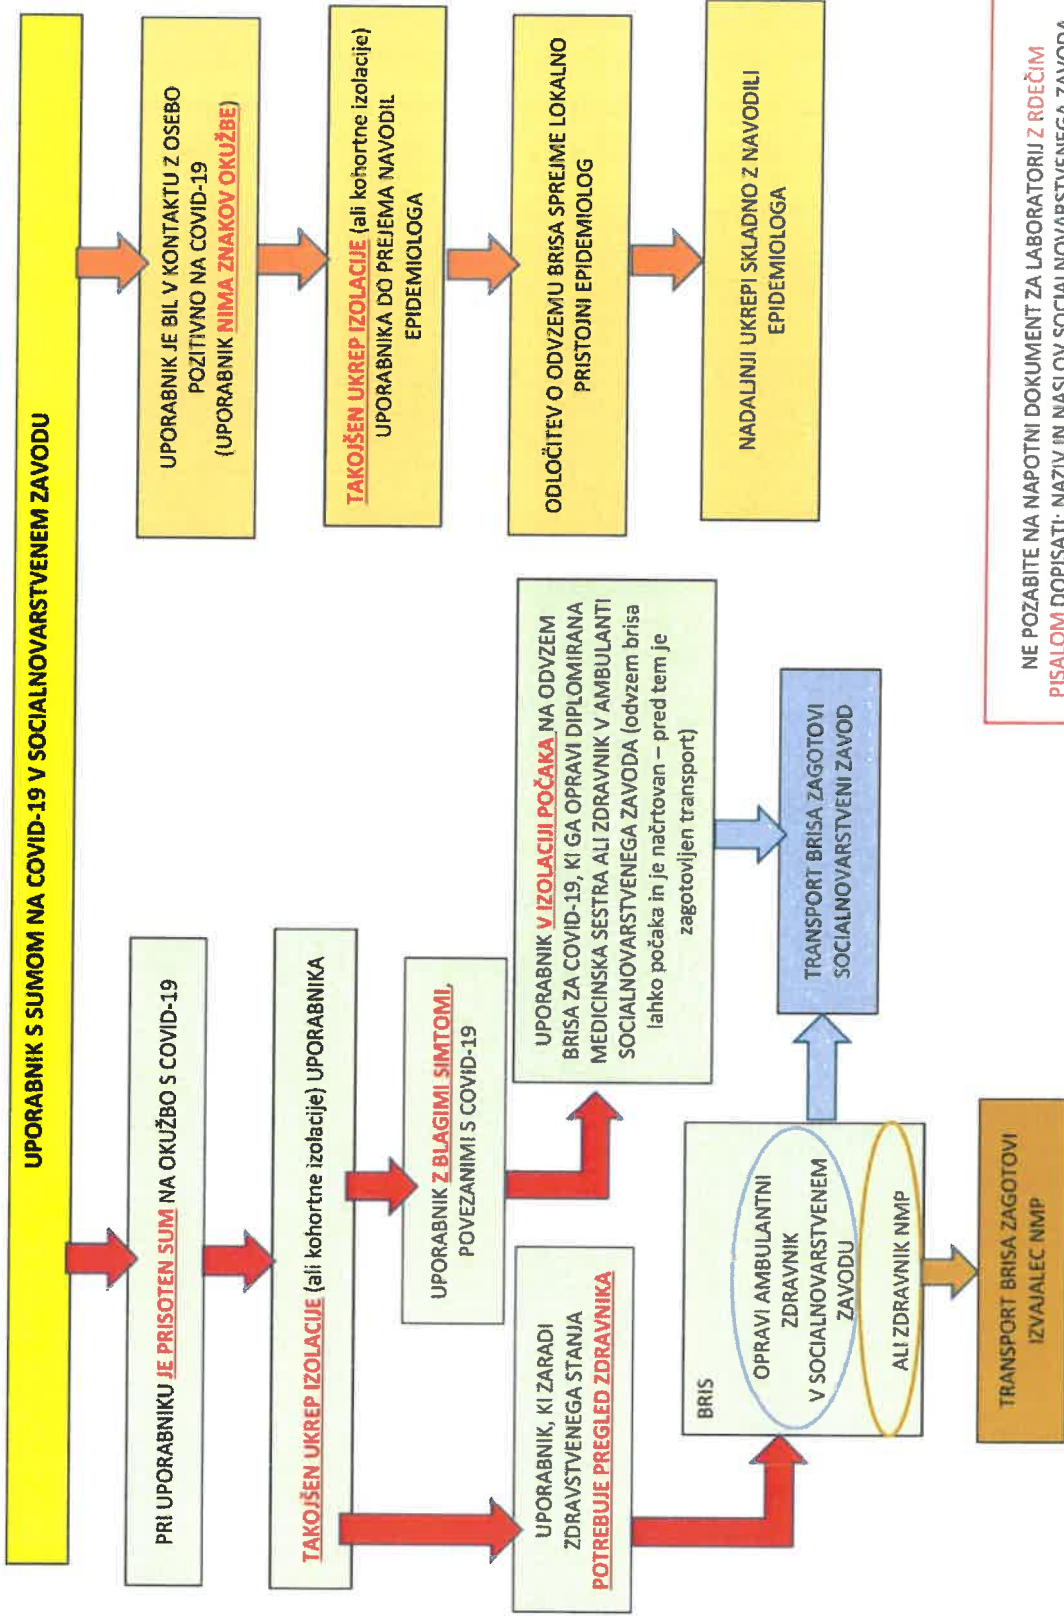 UPORABNIK S SUMOM NA COVID-19 V SOCIALNOVARSTVENEM ZAVODU
PRI UPORABNIKU JE PRISOTEN SUM NA OKUŽBO S COVID-19
TAKOJŠEN UKREP IZOLACIJE (ali kohortne izolacije) UPORABNIKA
UPORABNIK, KI ZARADI
ZDRAVSTVENEGA STANJA
POTREBUJE PREGLED ZDRAVNIKA
UPORABNIK Z BLAGIMI SIMTOMI,
POVEZANIMI S COVID-19
BRIS
OPRAVI AMBULANTNI
ZDRAVNIK
V SOCIALNOVARSTVENEM
ZAVODU
ALI ZDRAVNIK NMP
TRANSPORT BRISA ZAGOTOVI
IZVAJALEC NMP
UPORABNIK V IZOLACIJI POČAKA NA ODVZEM
BRISA ZA COVID-19, KI GA OPRAVI DIPLOMIRANA
MEDICINSKA SESTRA ALI ZDRAVNIK V AMBULANTI
SOCIALNOVARSTVENEGA ZAVODA (odvzem brisa
lahko počaka in je načrtovan – pred tem je
zagotovljen transport)
TRANSPORT BRISA ZAGOTOVI
SOCIALNOVARSTVENI ZAVOD
UPORABNIK JE BIL V KONTAKTU Z OSEBO
POZITIVNO NA COVID-19
(UPORABNIK NIMA ZNAKOV OKUŽBE)
TAKOJŠEN UKREP IZOLACIJE (ali kohortne izolacije)
UPORABNIKA DO PREJEMA NAVODIL
EPIDEMIOLOGA
ODLOČITEV O ODVZEMU BRISA SPREJME LOKALNO
PRISTOJNI EPIDEMIOLOG
NADALJNJI UKREPI SKLADNO Z NAVODILI
EPIDEMIOLOGA
NE POZABITE NA NAPOTNI DOKUMENT ZA LABORATORIJ Z RDEČIM
PISALOM DOPISATI: NAZIV IN NASLOV SOCIALNOVARSTVENEGA ZAVODA